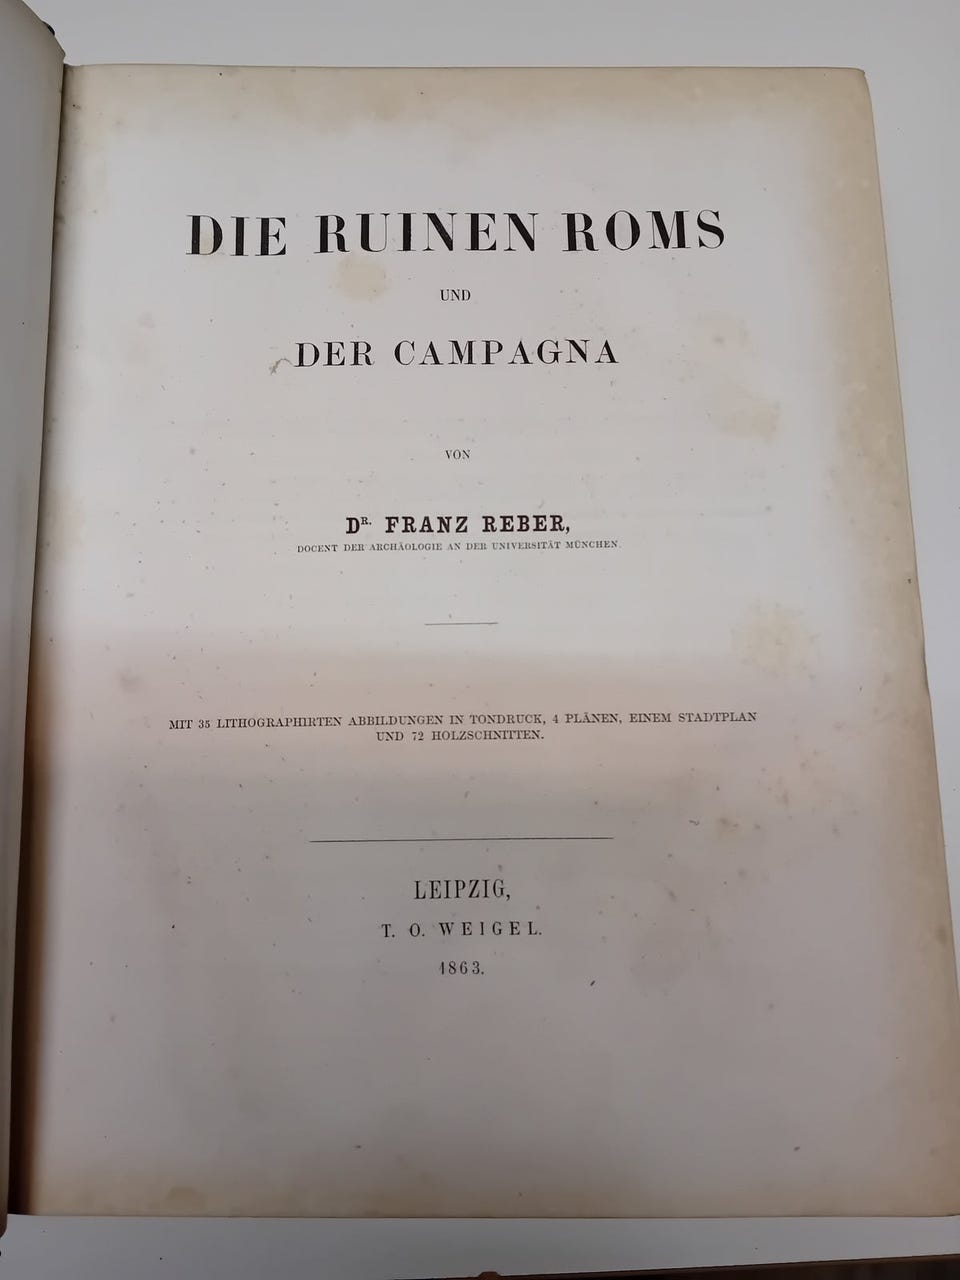 DIE RUINEN ROMS
UND
DER CAMPAGNA
VON
DR. FRANZ REBER,
DOCENT DER ARCHÄOLOGIE AN DER UNIVERSITÄT MÜNCHEN.
MIT 35 LITHOGRAPHIRTEN ABBILDUNGEN IN TONDRUCK, 4 PLÄNEN, EINEM STADTPLAN
UND 72 HOLZSCHNITTEN.
LEIPZIG,
T. O. WEIGEL.
1863.